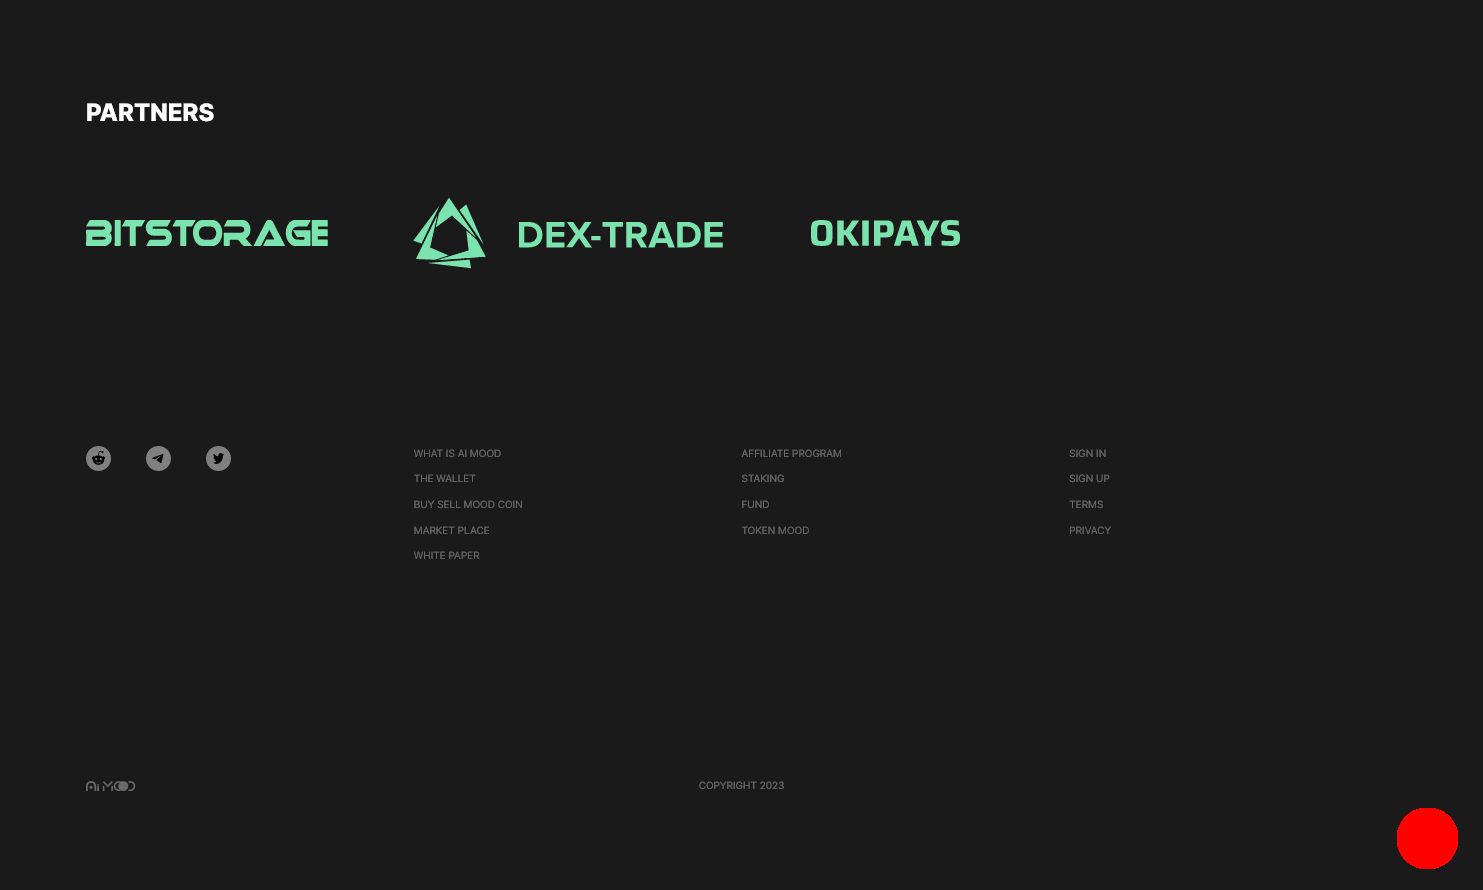 PARTNERS
BITSTORAGE
DEX-TRADE
OKIPAYS
WHAT IS AI MOOD
THE WALLET
BUY SELL MOOD COIN
MARKET PLACE
WHITE PAPER
AFFILIATE PROGRAM
STAKING
FUND
TOKEN MOOD
SIGN IN
SIGN UP
TERMS
PRIVACY
Ai MOOD
COPYRIGHT 2023